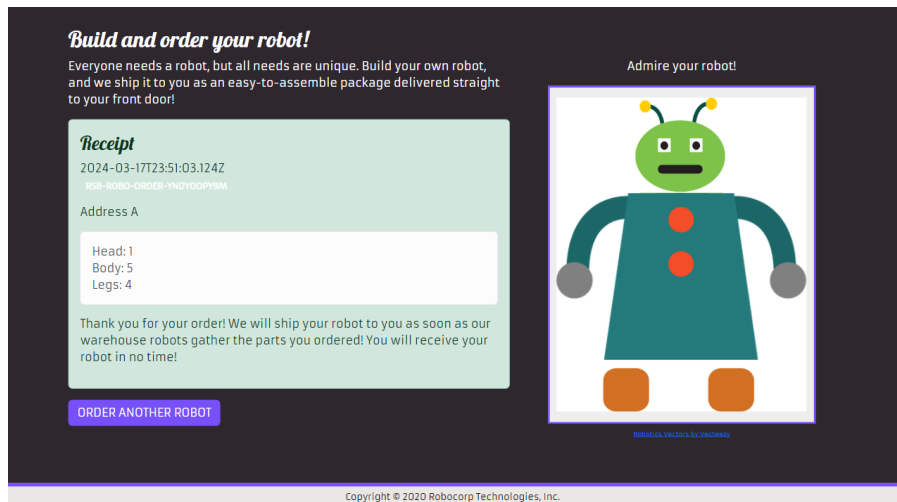 Build and order your robot!
Everyone needs a robot, but all needs are unique. Build your own robot,
and we ship it to you as an easy-to-assemble package delivered straight
to your front door!
Receipt
2024-03-17T23:51:03.124Z
RSB-ROBO-ORDER-YNDYDOPY9M
Address A
Head: 1
Body: 5
Legs: 4
Thank you for your order! We will ship your robot to you as soon as our
warehouse robots gather the parts you ordered! You will receive your
robot in no time!
ORDER ANOTHER ROBOT
Admire your robot!
Robotics Vectors by Vecteezy
Copyright © 2020 Robocorp Technologies, Inc.